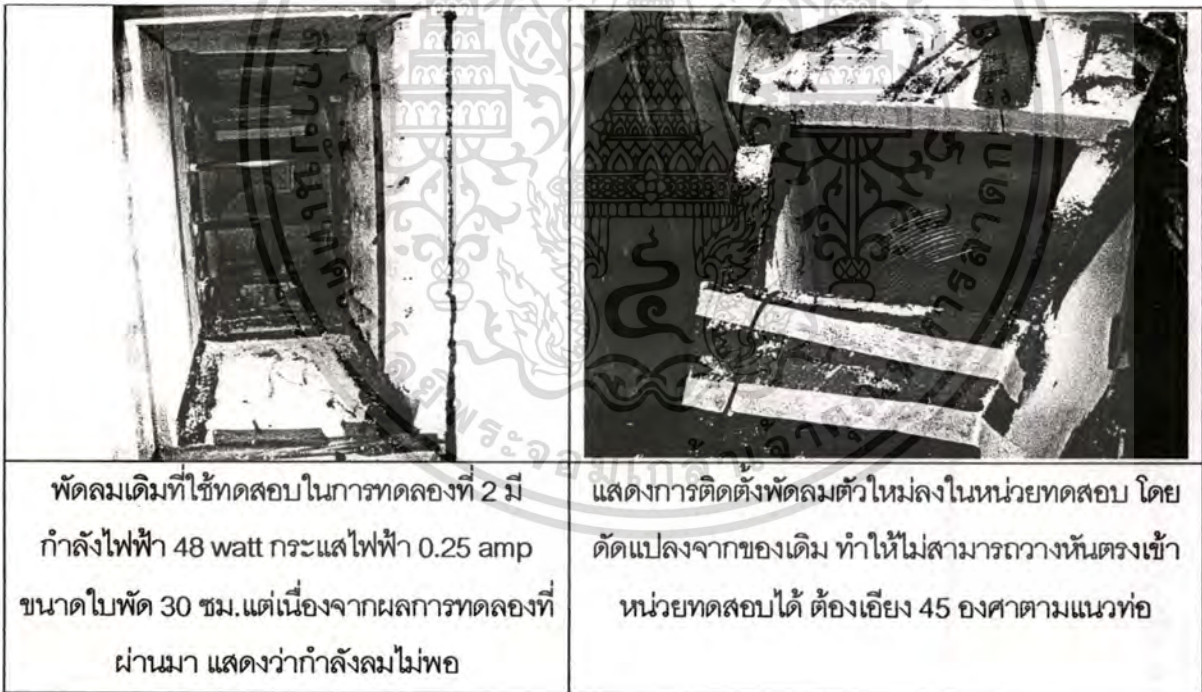 พัดลมเดิมที่ใช้ทดสอบในการทดลองที่ 2 มี
กำลังไฟฟ้า 48 watt กระแสไฟฟ้า 0.25 amp
ขนาดใบพัด 30 ซม.แต่เนื่องจากผลการทดลองที่
ผ่านมา แสดงว่ากำลังลมไม่พอ
แสดงการติดตั้งพัดลมตัวใหม่ลงในหน่วยทดสอบ โดย
ดัดแปลงจากของเดิม ทำให้ไม่สามารถวางหันตรงเข้า
หน่วยทดสอบได้ ต้องเอียง 45 องศาตามแนวท่อ